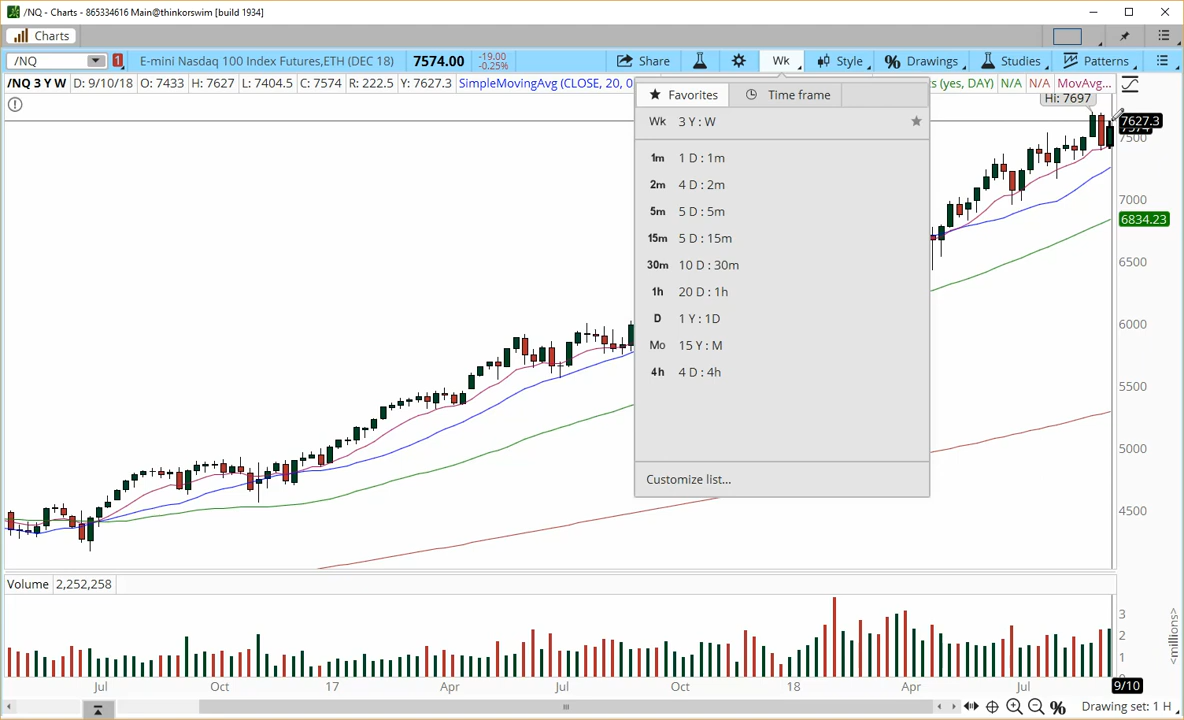 /NQ - Charts - 865334616 Main@thinkorswim [build 1934]
Charts
/NQ 1 E-mini Nasdaq 100 Index Futures,ETH (DEC 18) 7574.00 -19.00 -0.25% Share Wk Style Drawings Studies Patterns
/NQ 3 Y W D: 9/10/18 O: 7433 H: 7627 L: 7404.5 C: 7574 R: 222.5 Y: 7627.3 SimpleMovingAvg (CLOSE, 20, 0 s (yes, DAY) N/A N/A MovAvg...
Favorites Time frame
Hi: 7697
Wk 3 Y : W
7627.3
7500
1m 1 D : 1m
2m 4 D : 2m
7000
5m 5 D : 5m
6834.23
15m 5 D : 15m
30m 10 D : 30m
6500
1h 20 D : 1h
D 1 Y : 1D
6000
Mo 15 Y : M
4h 4 D : 4h
5500
5000
Customize list...
4500
Volume 2,252,258
3
2
1
<millions>
Jul Oct 17 Apr Jul Oct 18 Apr Jul 9/10
Drawing set: 1 H